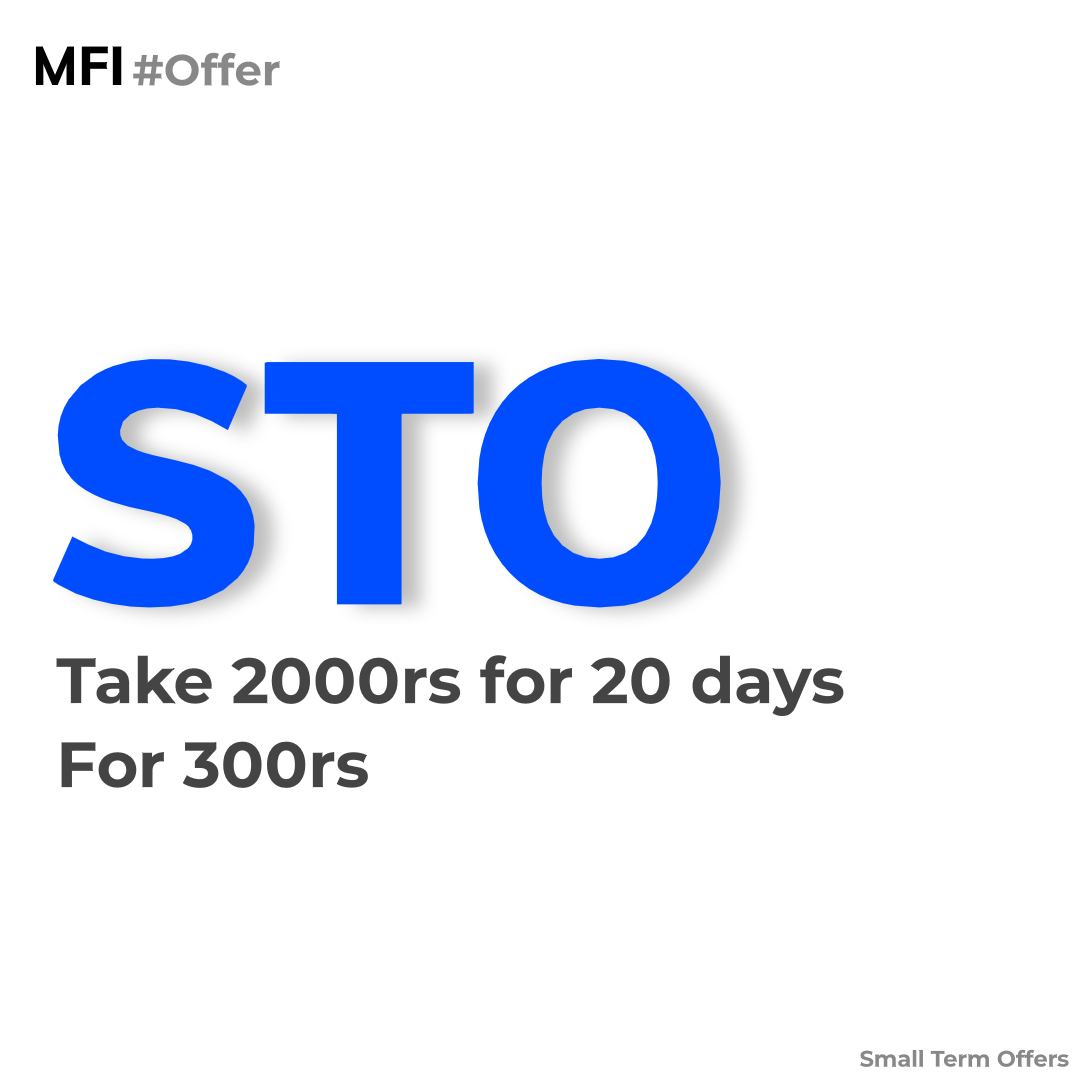 MFI #Offer
STO
Take 2000rs for 20 days
For 300rs
Small Term Offers